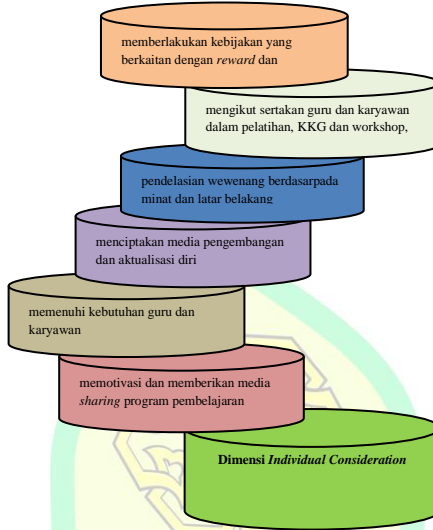 memberlakukan kebijakan yang
berkaitan dengan reward dan
mengikut sertakan guru dan karyawan
dalam pelatihan, KKG dan workshop,
pendelasian wewenang berdasarpada
minat dan latar belakang
menciptakan media pengembangan
dan aktualisasi diri
memenuhi kebutuhan guru dan
karyawan
memotivasi dan memberikan media
sharing program pembelajaran
Dimensi Individual Consideration